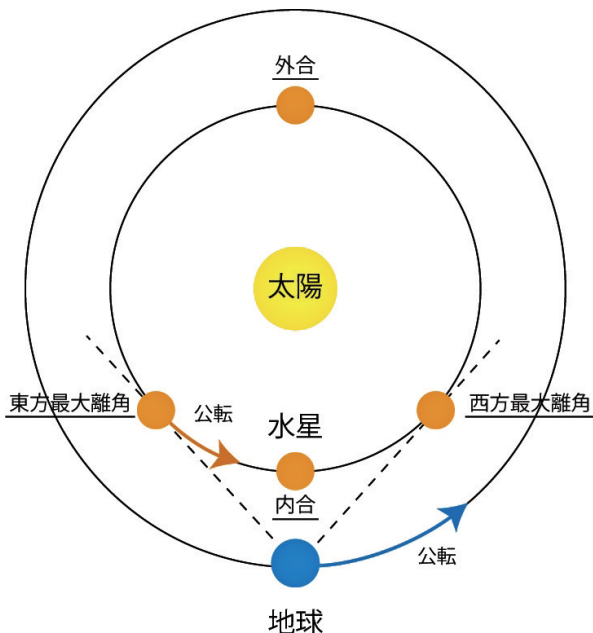 外合
太陽
東方最大離角
公転
水星
西方最大離角
内合
公転
地球